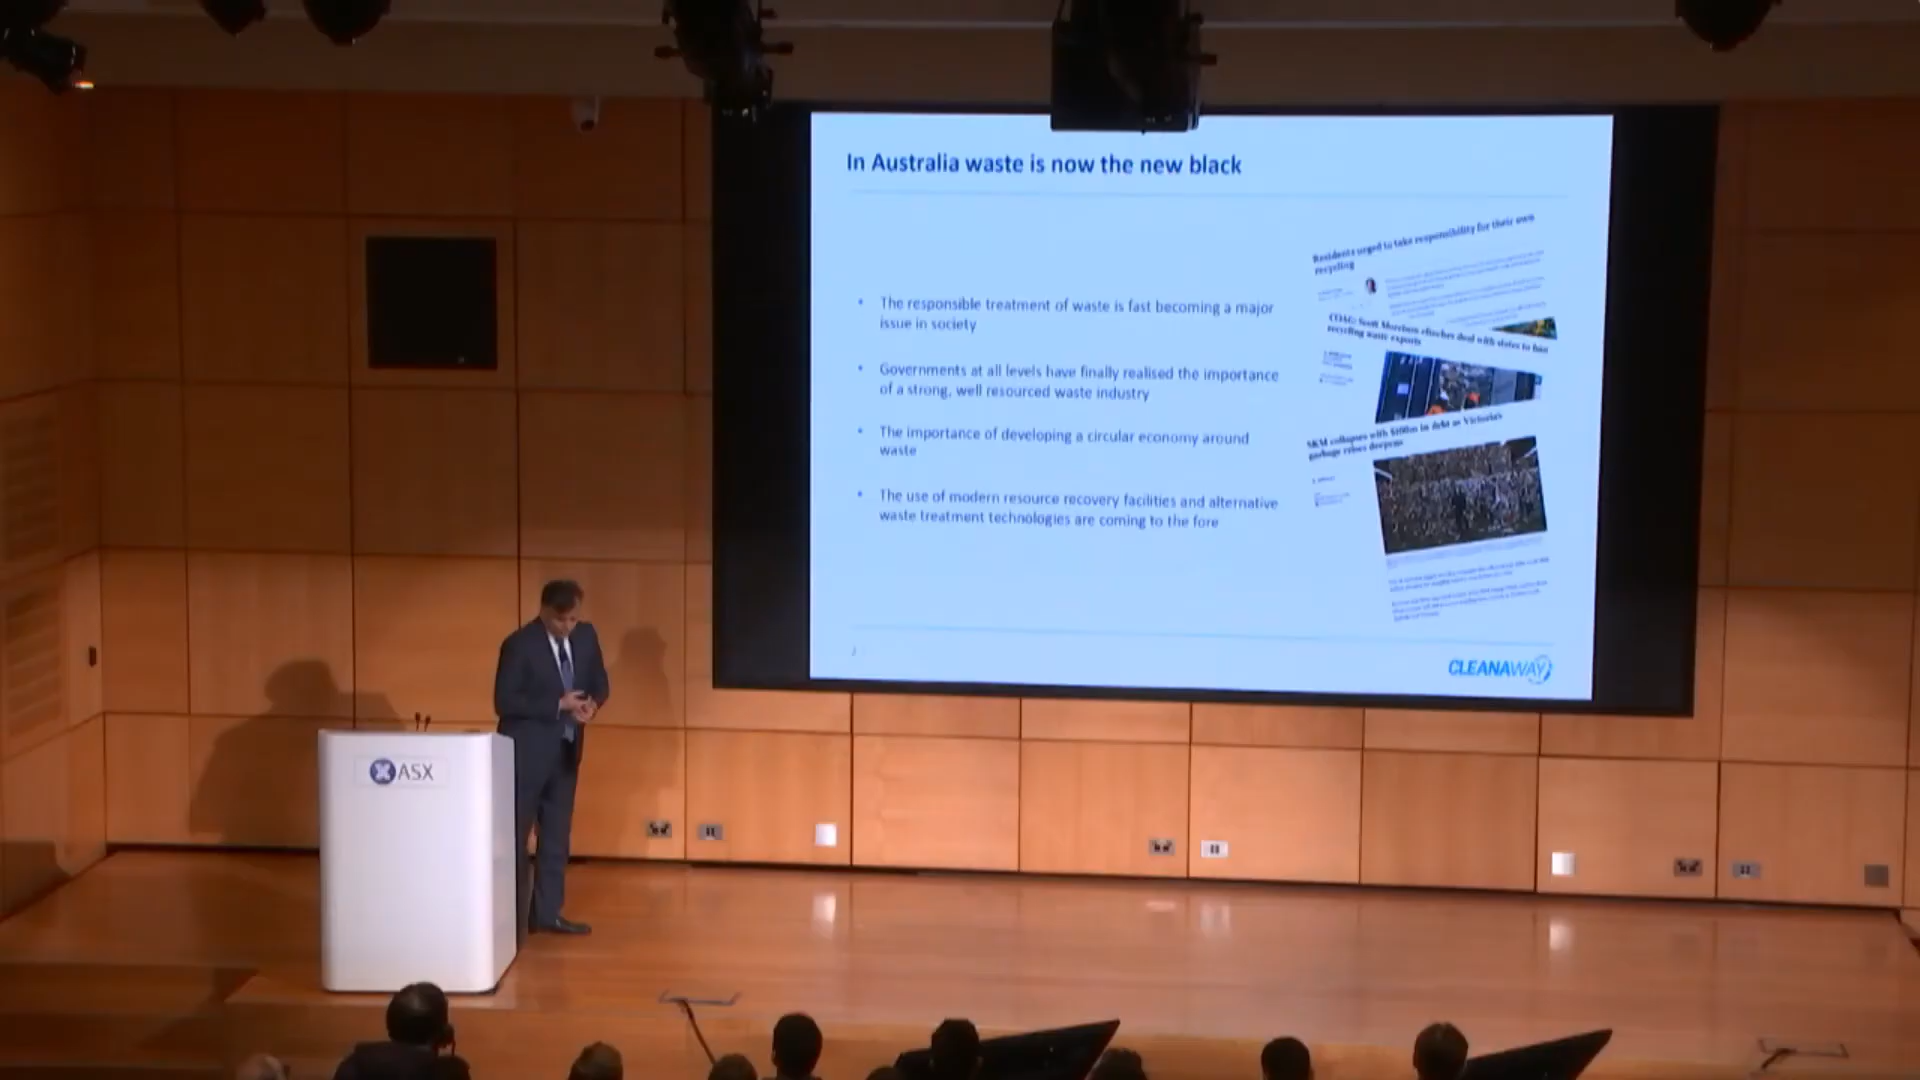 In Australia waste is now the new black
• The responsible treatment of waste is fast becoming a major
issue in society
• Governments at all levels have finally realised the importance
of a strong, well resourced waste industry
• The importance of developing a circular economy around
waste
• The use of modern resource recovery facilities and alternative
waste treatment technologies are coming to the fore
Residents urged to take responsibility for their own
recycling
COAG: Scott Morrison clinches deal with states to ban
recycling waste exports
SKM collapses with $100m in debt as Victoria's
garbage crises deepens
CLEANAWAY
ASX